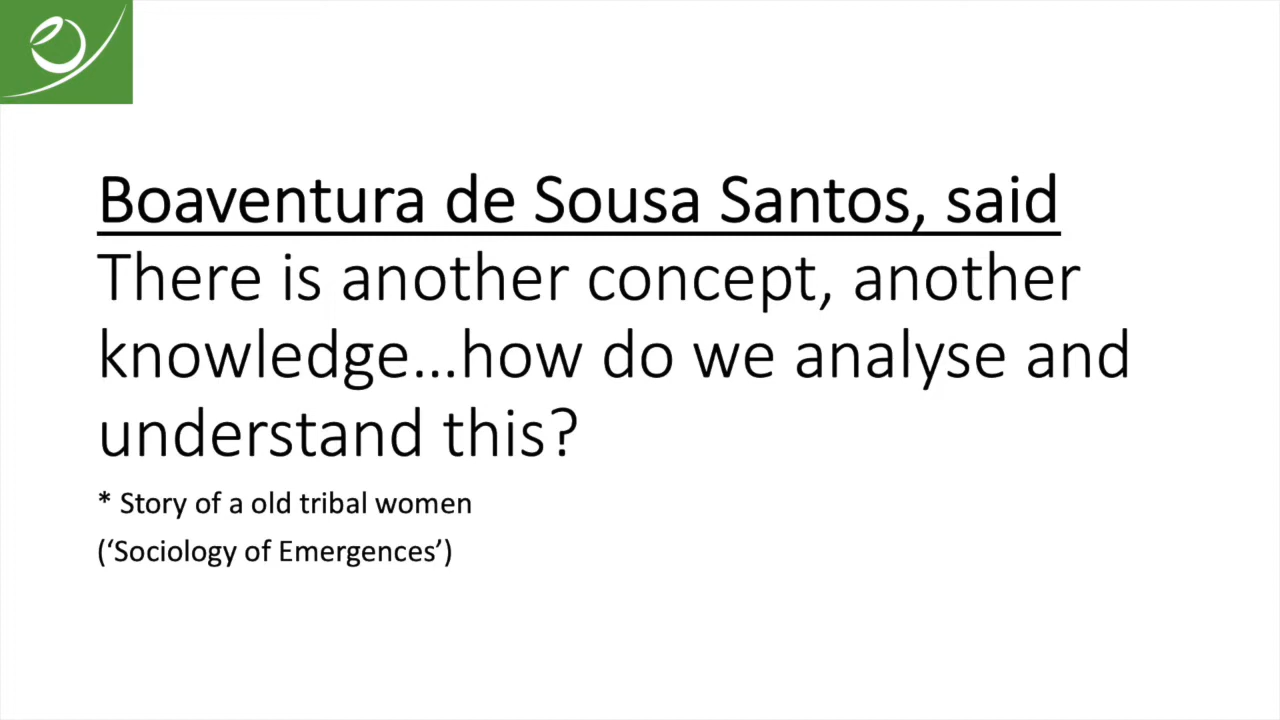 Boaventura de Sousa Santos, said
There is another concept, another
knowledge...how do we analyse and
understand this?
* Story of a old tribal women
(‘Sociology of Emergences’)